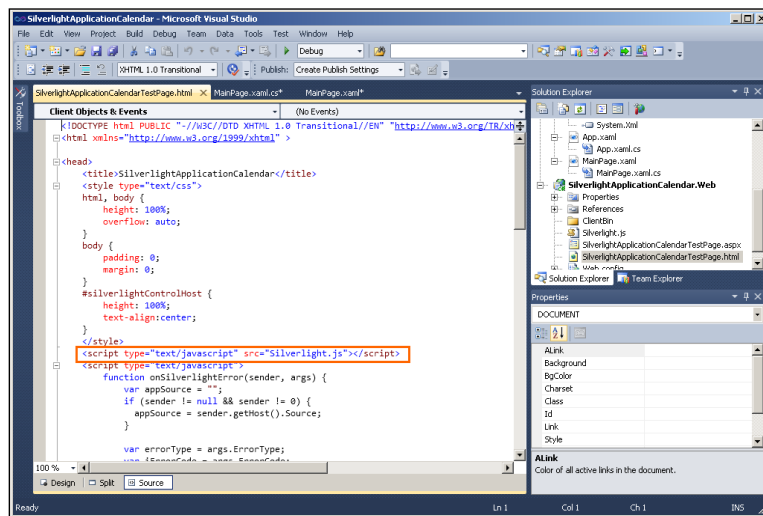 SilverlightApplicationCalendar - Microsoft Visual Studio
File Edit View Project Build Debug Team Data Tools Test Window Help
Debug
XHTML 1.0 Transitional Publish: Create Publish Settings
Toolbox
SilverlightApplicationCalendarTestPage.html MainPage.xaml.cs* MainPage.xaml*
Client Objects & Events (No Events)
<!DOCTYPE html PUBLIC "-//W3C//DTD XHTML 1.0 Transitional//EN" "http://www.w3.org/TR/xh
<html xmlns="http://www.w3.org/1999/xhtml" >
<head>
<title>SilverlightApplicationCalendar</title>
<style type="text/css">
html, body {
height: 100%;
overflow: auto;
}
body {
padding: 0;
margin: 0;
}
#silverlightControlHost {
height: 100%;
text-align:center;
}
</style>
<script type="text/javascript" src="Silverlight.js"></script>
<script type="text/javascript">
function onSilverlightError(sender, args) {
var appSource = "";
if (sender != null && sender != 0) {
appSource = sender.getHost().Source;
}
var errorType = args.ErrorType;
var iErrorCode = args.ErrorCode;
100 %
Design Split Source
Solution Explorer
System.Xml
App.xaml
App.xaml.cs
MainPage.xaml
MainPage.xaml.cs
SilverlightApplicationCalendar.Web
Properties
References
ClientBin
Silverlight.js
SilverlightApplicationCalendarTestPage.aspx
SilverlightApplicationCalendarTestPage.html
Web.config
Solution Explorer Team Explorer
Properties
DOCUMENT
ALink
Background
BgColor
Charset
Class
Id
Link
Style
ALink
Color of all active links in the document.
Ready Ln 1 Col 1 Ch 1 INS